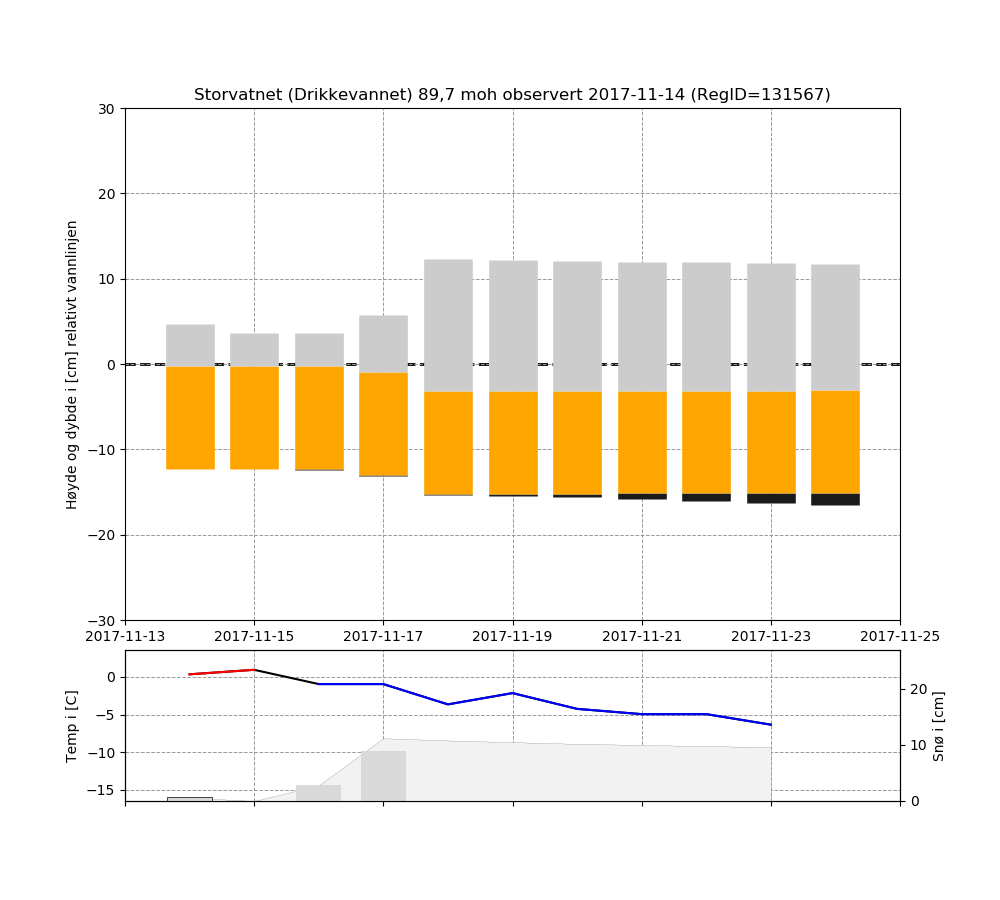 Storvatnet (Drikkevannet) 89,7 moh observert 2017-11-14 (RegID=131567)
Høyde og dybde i [cm] relativt vannlinjen
30
20
10
0
−10
−20
−30
2017-11-13 2017-11-15 2017-11-17 2017-11-19 2017-11-21 2017-11-23 2017-11-25
Temp i [C]
0
−5
−10
−15
20
10
0
Snø i [cm]